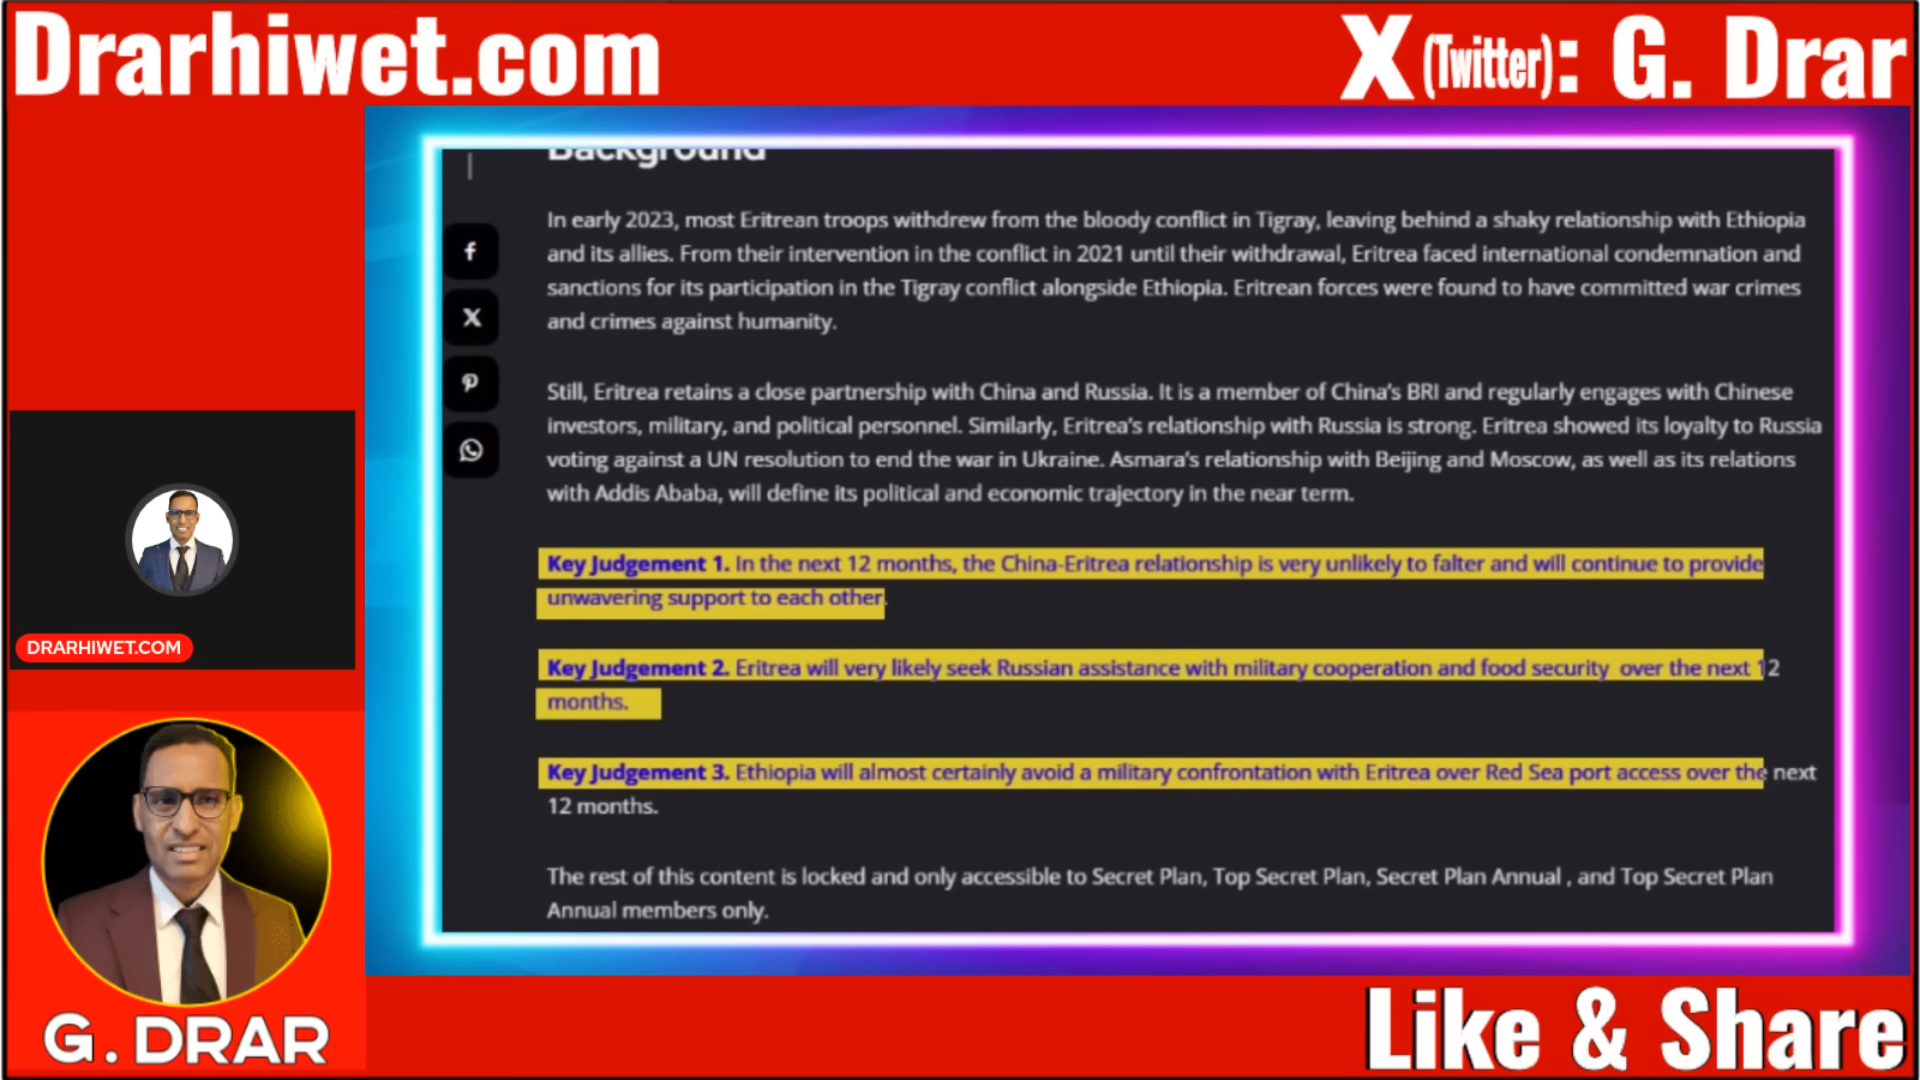 Drarhiwet.com
X (Twitter): G. Drar
Background
In early 2023, most Eritrean troops withdrew from the bloody conflict in Tigray, leaving behind a shaky relationship with Ethiopia
and its allies. From their intervention in the conflict in 2021 until their withdrawal, Eritrea faced international condemnation and
sanctions for its participation in the Tigray conflict alongside Ethiopia. Eritrean forces were found to have committed war crimes
and crimes against humanity.
Still, Eritrea retains a close partnership with China and Russia. It is a member of China's BRI and regularly engages with Chinese
investors, military, and political personnel. Similarly, Eritrea's relationship with Russia is strong. Eritrea showed its loyalty to Russia
voting against a UN resolution to end the war in Ukraine. Asmara's relationship with Beijing and Moscow, as well as its relations
with Addis Ababa, will define its political and economic trajectory in the near term.
Key Judgement 1. In the next 12 months, the China-Eritrea relationship is very unlikely to falter and will continue to provide
unwavering support to each other.
Key Judgement 2. Eritrea will very likely seek Russian assistance with military cooperation and food security over the next 12
months.
Key Judgement 3. Ethiopia will almost certainly avoid a military confrontation with Eritrea over Red Sea port access over the next
12 months.
The rest of this content is locked and only accessible to Secret Plan, Top Secret Plan, Secret Plan Annual , and Top Secret Plan
Annual members only.
DRARHIWET.COM
G. DRAR
Like & Share